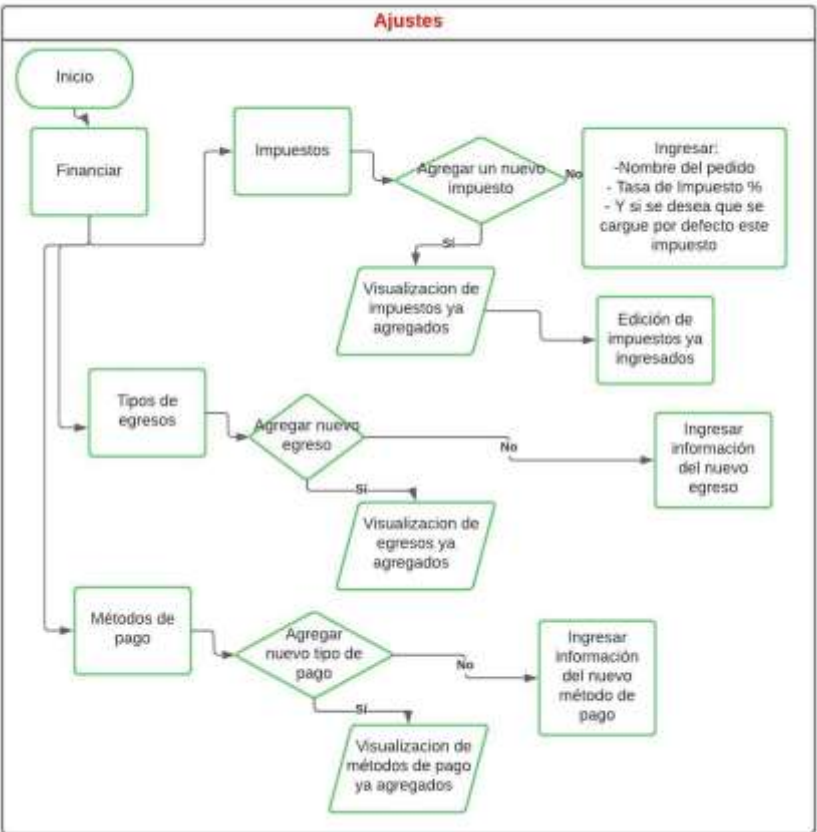 Ajustes
Inicio
Financiar
Impuestos
Agregar un nuevo
impuesto
No
Ingresar:
-Nombre del pedido
- Tasa de Impuesto %
- Y si se desea que se
cargue por defecto este
impuesto
Sí
Visualizacion de
impuestos ya
agregados
Edición de
impuestos ya
ingresados
Tipos de
egresos
Agregar nuevo
egreso
No
Ingresar
información
del nuevo
egreso
Sí
Visualizacion de
egresos ya
agregados
Métodos de
pago
Agregar
nuevo tipo de
pago
No
Ingresar
información
del nuevo
método de
pago
Sí
Visualizacion de
métodos de pago
ya agregados